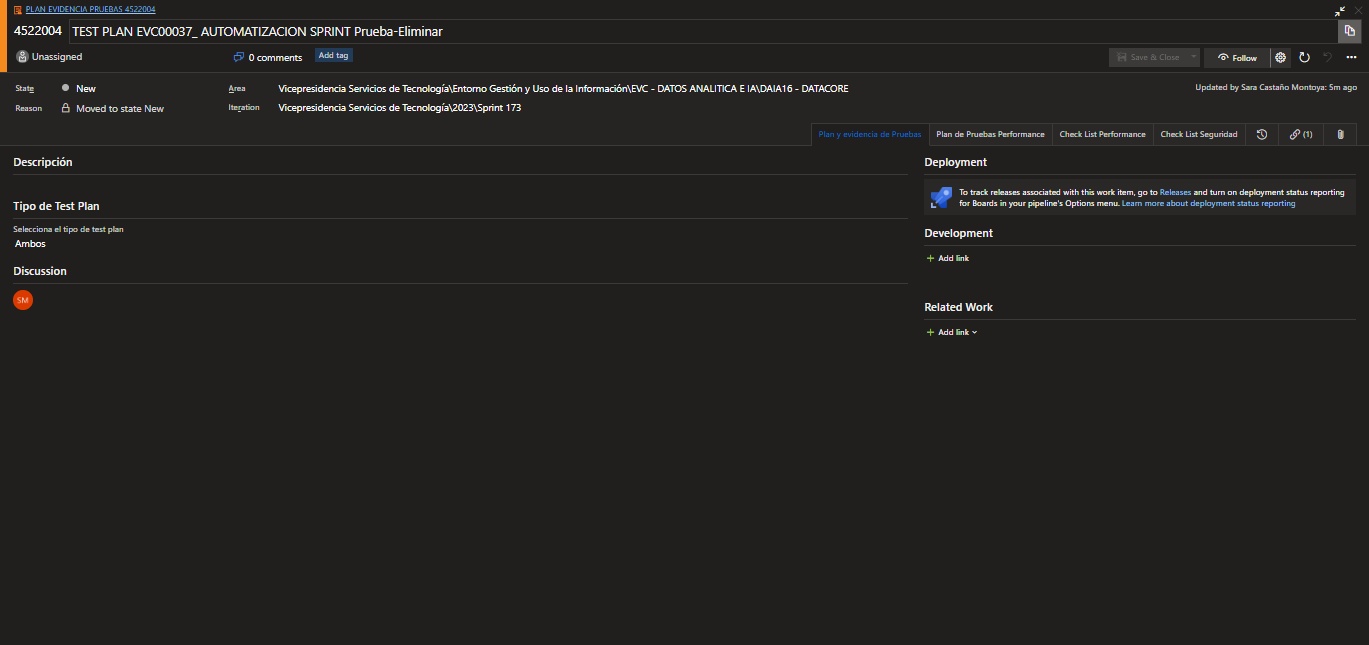 PLAN EVIDENCIA PRUEBAS 4522004
4522004 TEST PLAN EVC00037_ AUTOMATIZACION SPRINT Prueba-Eliminar
Unassigned 0 comments Add tag Save & Close Follow
State New Area Vicepresidencia Servicios de Tecnología\Entorno Gestión y Uso de la Información\EVC - DATOS ANALITICA E IA\DAIA16 - DATACORE Updated by Sara Castaño Montoya: 5m ago
Reason Moved to state New Iteration Vicepresidencia Servicios de Tecnología\2023\Sprint 173
Plan y evidencia de Pruebas Plan de Pruebas Performance Check List Performance Check List Seguridad (1)
Descripción
Tipo de Test Plan
Selecciona el tipo de test plan
Ambos
Discussion
SM
Deployment
To track releases associated with this work item, go to Releases and turn on deployment status reporting
for Boards in your pipeline's Options menu. Learn more about deployment status reporting
Development
+ Add link
Related Work
+ Add link